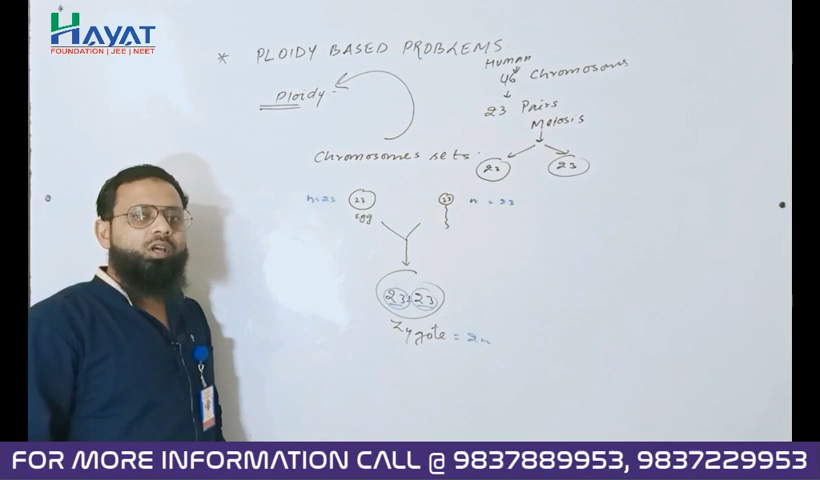 HAYAT
FOUNDATION | JEE | NEET
* PLOIDY BASED PROBLEMS
Ploidy
Human
46 Chromosoms
23 Pairs
Meiosis
23 23
Chromosomes sets
n=23 23 23 n = 23
egg
23+23
Zygote = 2n
FOR MORE INFORMATION CALL @ 9837889953, 9837229953